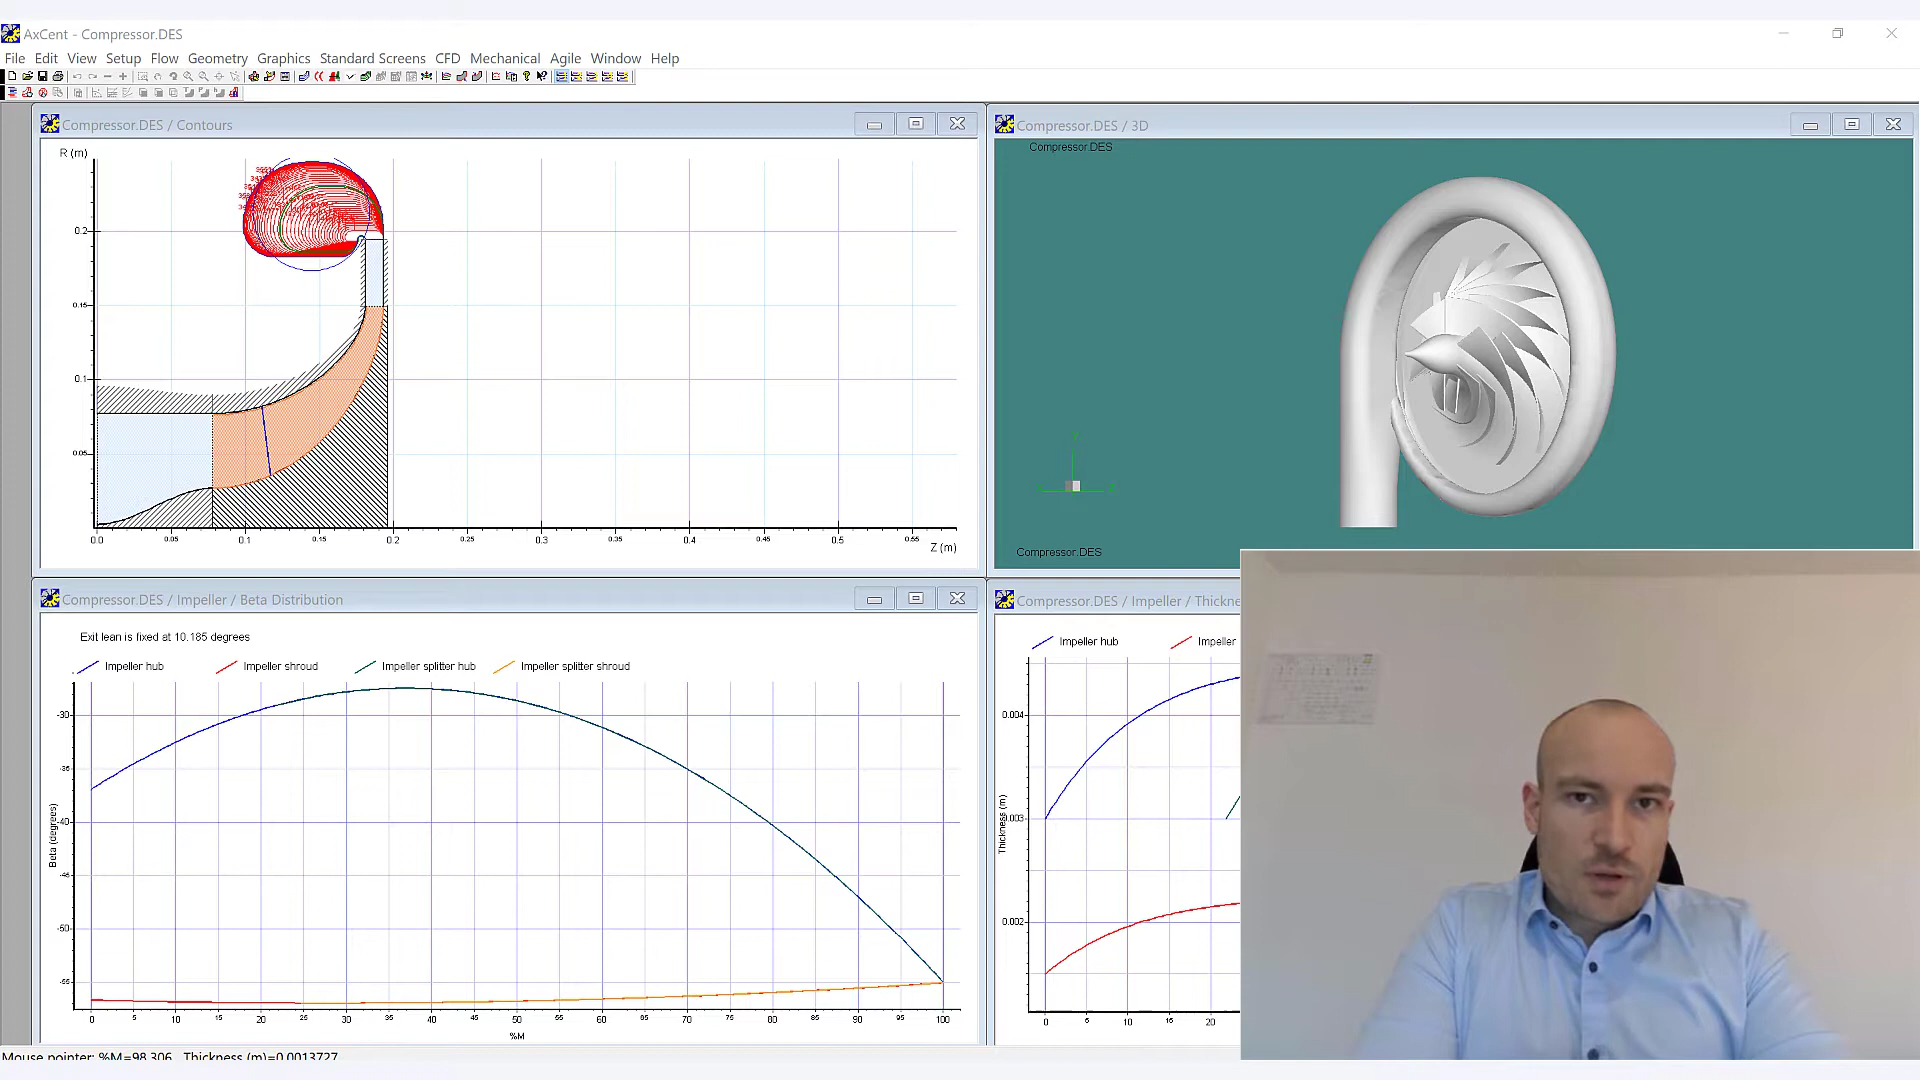 AxCent - Compressor.DES
File Edit View Setup Flow Geometry Graphics Standard Screens CFD Mechanical Agile Window Help
Compressor.DES / Contours
R (m)
0.2
0.15
0.1
0.05
0.0 0.05 0.1 0.15 0.2 0.25 0.3 0.35 0.4 0.45 0.5 0.55
Z (m)
Compressor.DES / 3D
Compressor.DES
Compressor.DES
Compressor.DES / Impeller / Beta Distribution
Exit lean is fixed at 10.185 degrees
Impeller hub Impeller shroud Impeller splitter hub Impeller splitter shroud
Beta (degrees)
-30
-35
-40
-45
-50
-55
0 5 10 15 20 25 30 35 40 45 50 55 60 65 70 75 80 85 90 95 100
%M
Compressor.DES / Impeller / Thickne
Impeller hub Impeller
Thickness (m)
0.004
0.003
0.002
0 10 20
Mouse pointer: %M=98.306 Thickness (m)=0.0013727